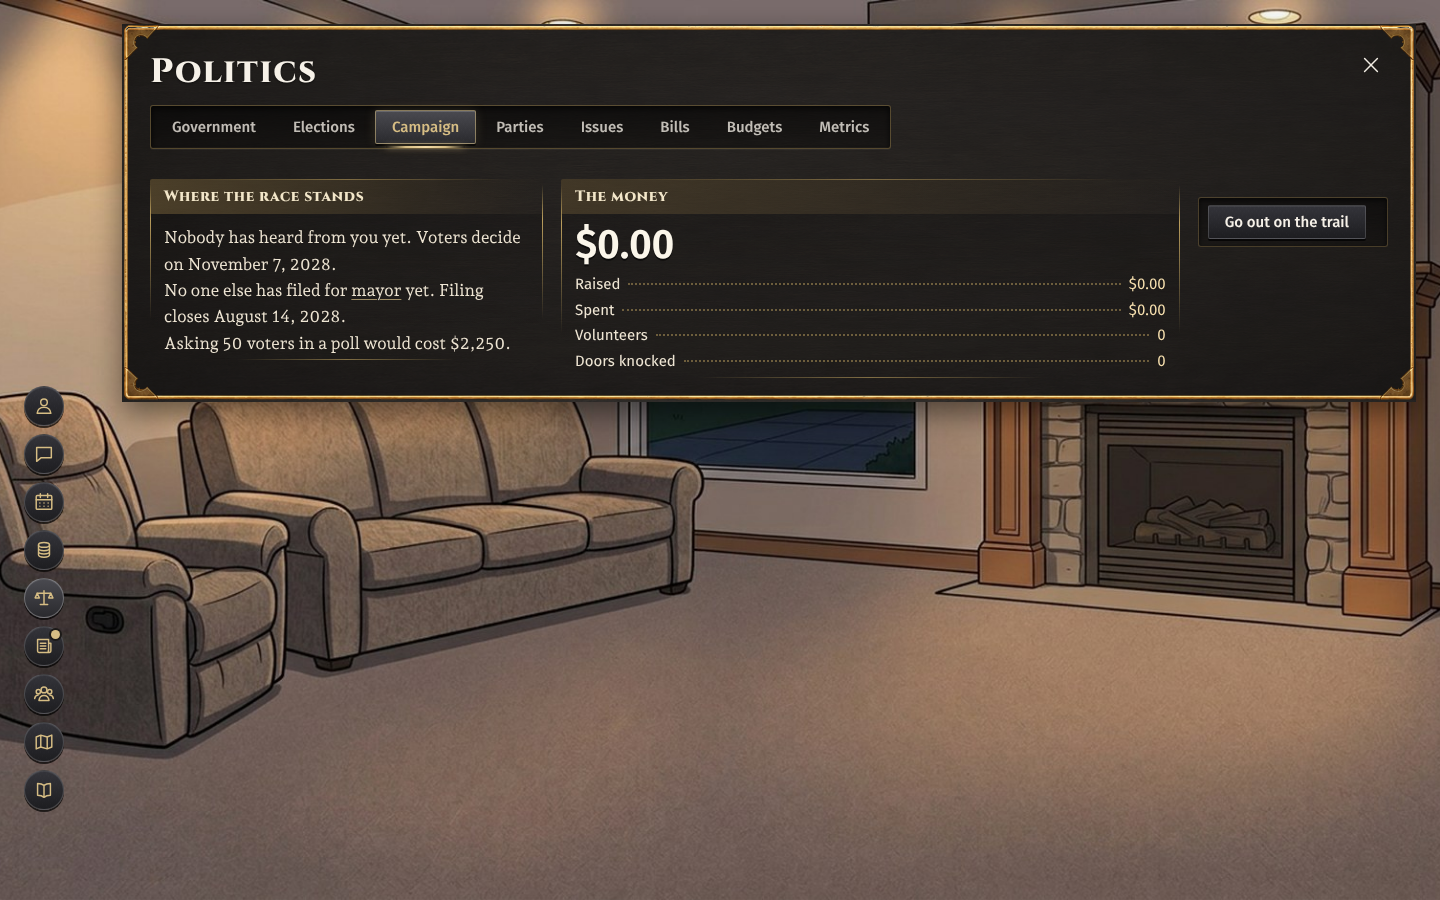 Politics
Government Elections Campaign Parties Issues Bills Budgets Metrics
Where the race stands
Nobody has heard from you yet. Voters decide
on November 7, 2028.
No one else has filed for mayor yet. Filing
closes August 14, 2028.
Asking 50 voters in a poll would cost $2,250.
The money
$0.00
Raised $0.00
Spent $0.00
Volunteers 0
Doors knocked 0
Go out on the trail